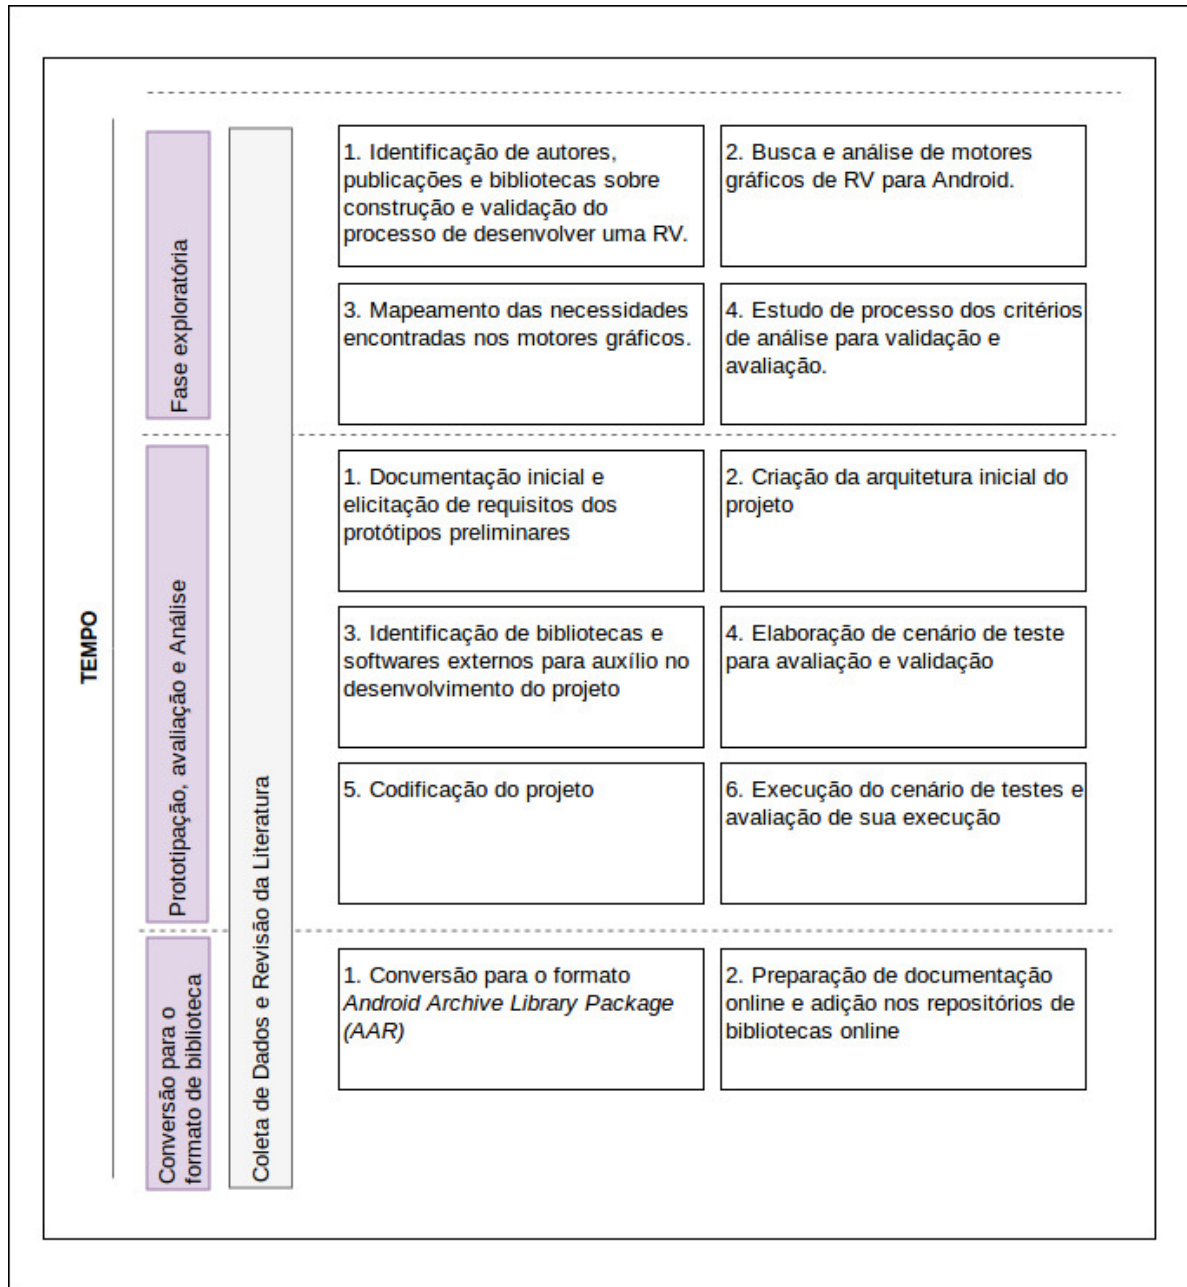 TEMPO
Fase exploratória
Coleta de Dados e Revisão da Literatura
1. Identificação de autores,
publicações e bibliotecas sobre
construção e validação do
processo de desenvolver uma RV.
2. Busca e análise de motores
gráficos de RV para Android.
3. Mapeamento das necessidades
encontradas nos motores gráficos.
4. Estudo de processo dos critérios
de análise para validação e
avaliação.
Prototipação, avaliação e Análise
1. Documentação inicial e
elicitação de requisitos dos
protótipos preliminares
2. Criação da arquitetura inicial do
projeto
3. Identificação de bibliotecas e
softwares externos para auxílio no
desenvolvimento do projeto
4. Elaboração de cenário de teste
para avaliação e validação
5. Codificação do projeto
6. Execução do cenário de testes e
avaliação de sua execução
Conversão para o
formato de biblioteca
1. Conversão para o formato
Android Archive Library Package
(AAR)
2. Preparação de documentação
online e adição nos repositórios de
bibliotecas online